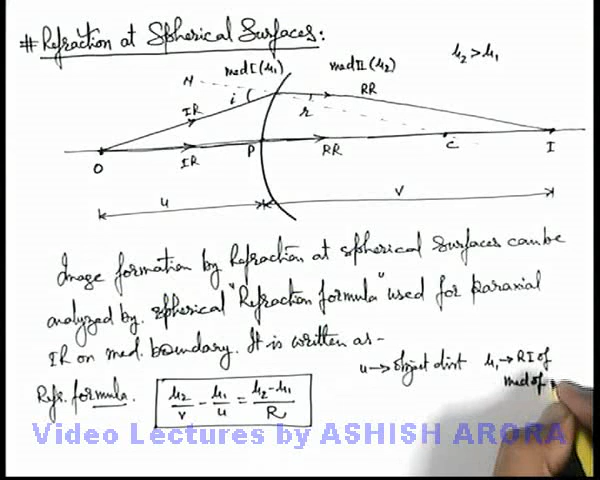 # Refraction at Spherical Surfaces:
μ₂ > μ₁
med I (μ₁) med II (μ₂)
N
i
r
IR
RR
O
IR
P
RR
C
I
u
v
Image formation by Refraction at Spherical Surfaces can be
analyzed by. Spherical "Refraction formula" used for paraxial
IR on med. boundary. It is written as -
u → object dist μ₁ → RI of
med of
Refr. formula. μ₂/v - μ₁/u = μ₂-μ₁/R
Video Lectures by ASHISH ARORA